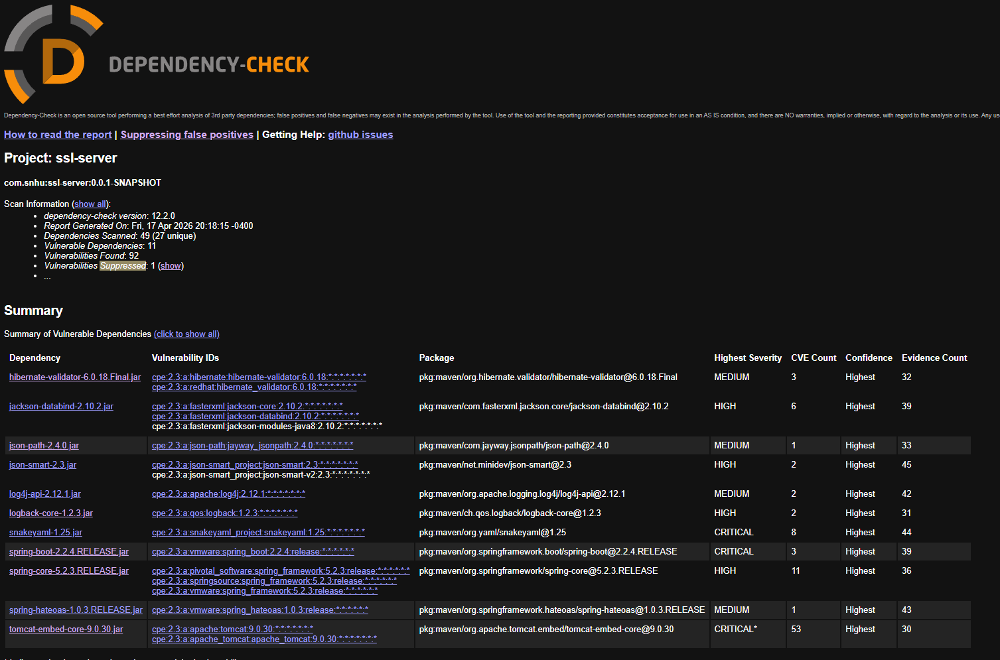 DEPENDENCY-CHECK
Dependency-Check is an open source tool performing a best effort analysis of 3rd party dependencies; false positives and false negatives may exist in the analysis performed by the tool. Use of the tool and the reporting provided constitutes acceptance for use in an AS IS condition, and there are NO warranties, implied or otherwise, with regard to the analysis or its use. Any us
How to read the report | Suppressing false positives | Getting Help: github issues
Project: ssl-server
com.snhu:ssl-server:0.0.1-SNAPSHOT
Scan Information (show all):
• dependency-check version: 12.2.0
• Report Generated On: Fri, 17 Apr 2026 20:18:15 -0400
• Dependencies Scanned: 49 (27 unique)
• Vulnerable Dependencies: 11
• Vulnerabilities Found: 92
• Vulnerabilities Suppressed: 1 (show)
• ...
Summary
Summary of Vulnerable Dependencies (click to show all)
Dependency Vulnerability IDs Package Highest Severity CVE Count Confidence Evidence Count
hibernate-validator-6.0.18.Final.jar cpe:2.3:a:hibernate:hibernate-validator:6.0.18:*:*:*:*:*:*:* pkg:maven/org.hibernate.validator/hibernate-validator@6.0.18.Final MEDIUM 3 Highest 32
cpe:2.3:a:redhat:hibernate_validator:6.0.18:*:*:*:*:*:*:*
jackson-databind-2.10.2.jar cpe:2.3:a:fasterxml:jackson-core:2.10.2:*:*:*:*:*:*:* pkg:maven/com.fasterxml.jackson.core/jackson-databind@2.10.2 HIGH 6 Highest 39
cpe:2.3:a:fasterxml:jackson-databind:2.10.2:*:*:*:*:*:*:*
cpe:2.3:a:fasterxml:jackson-modules-java8:2.10.2:*:*:*:*:*:*:*
json-path-2.4.0.jar cpe:2.3:a:json-path:jayway_jsonpath:2.4.0:*:*:*:*:*:*:* pkg:maven/com.jayway.jsonpath/json-path@2.4.0 MEDIUM 1 Highest 33
json-smart-2.3.jar cpe:2.3:a:json-smart_project:json-smart:2.3:*:*:*:*:*:*:* pkg:maven/net.minidev/json-smart@2.3 HIGH 2 Highest 45
cpe:2.3:a:json-smart_project:json-smart-v2:2.3:*:*:*:*:*:*:*
log4j-api-2.12.1.jar cpe:2.3:a:apache:log4j:2.12.1:*:*:*:*:*:*:* pkg:maven/org.apache.logging.log4j/log4j-api@2.12.1 MEDIUM 2 Highest 42
logback-core-1.2.3.jar cpe:2.3:a:qos:logback:1.2.3:*:*:*:*:*:*:* pkg:maven/ch.qos.logback/logback-core@1.2.3 HIGH 2 Highest 31
snakeyaml-1.25.jar cpe:2.3:a:snakeyaml_project:snakeyaml:1.25:*:*:*:*:*:*:* pkg:maven/org.yaml/snakeyaml@1.25 CRITICAL 8 Highest 44
spring-boot-2.2.4.RELEASE.jar cpe:2.3:a:vmware:spring_boot:2.2.4:release:*:*:*:*:*:* pkg:maven/org.springframework.boot/spring-boot@2.2.4.RELEASE CRITICAL 3 Highest 39
spring-core-5.2.3.RELEASE.jar cpe:2.3:a:pivotal_software:spring_framework:5.2.3:release:*:*:*:*:*:* pkg:maven/org.springframework/spring-core@5.2.3.RELEASE HIGH 11 Highest 36
cpe:2.3:a:springsource:spring_framework:5.2.3:release:*:*:*:*:*:*
cpe:2.3:a:vmware:spring_framework:5.2.3:release:*:*:*:*:*:*
spring-hateoas-1.0.3.RELEASE.jar cpe:2.3:a:vmware:spring_hateoas:1.0.3:release:*:*:*:*:*:* pkg:maven/org.springframework.hateoas/spring-hateoas@1.0.3.RELEASE MEDIUM 1 Highest 43
tomcat-embed-core-9.0.30.jar cpe:2.3:a:apache:tomcat:9.0.30:*:*:*:*:*:*:* pkg:maven/org.apache.tomcat.embed/tomcat-embed-core@9.0.30 CRITICAL* 53 Highest 30
cpe:2.3:a:apache_tomcat:apache_tomcat:9.0.30:*:*:*:*:*:*:*